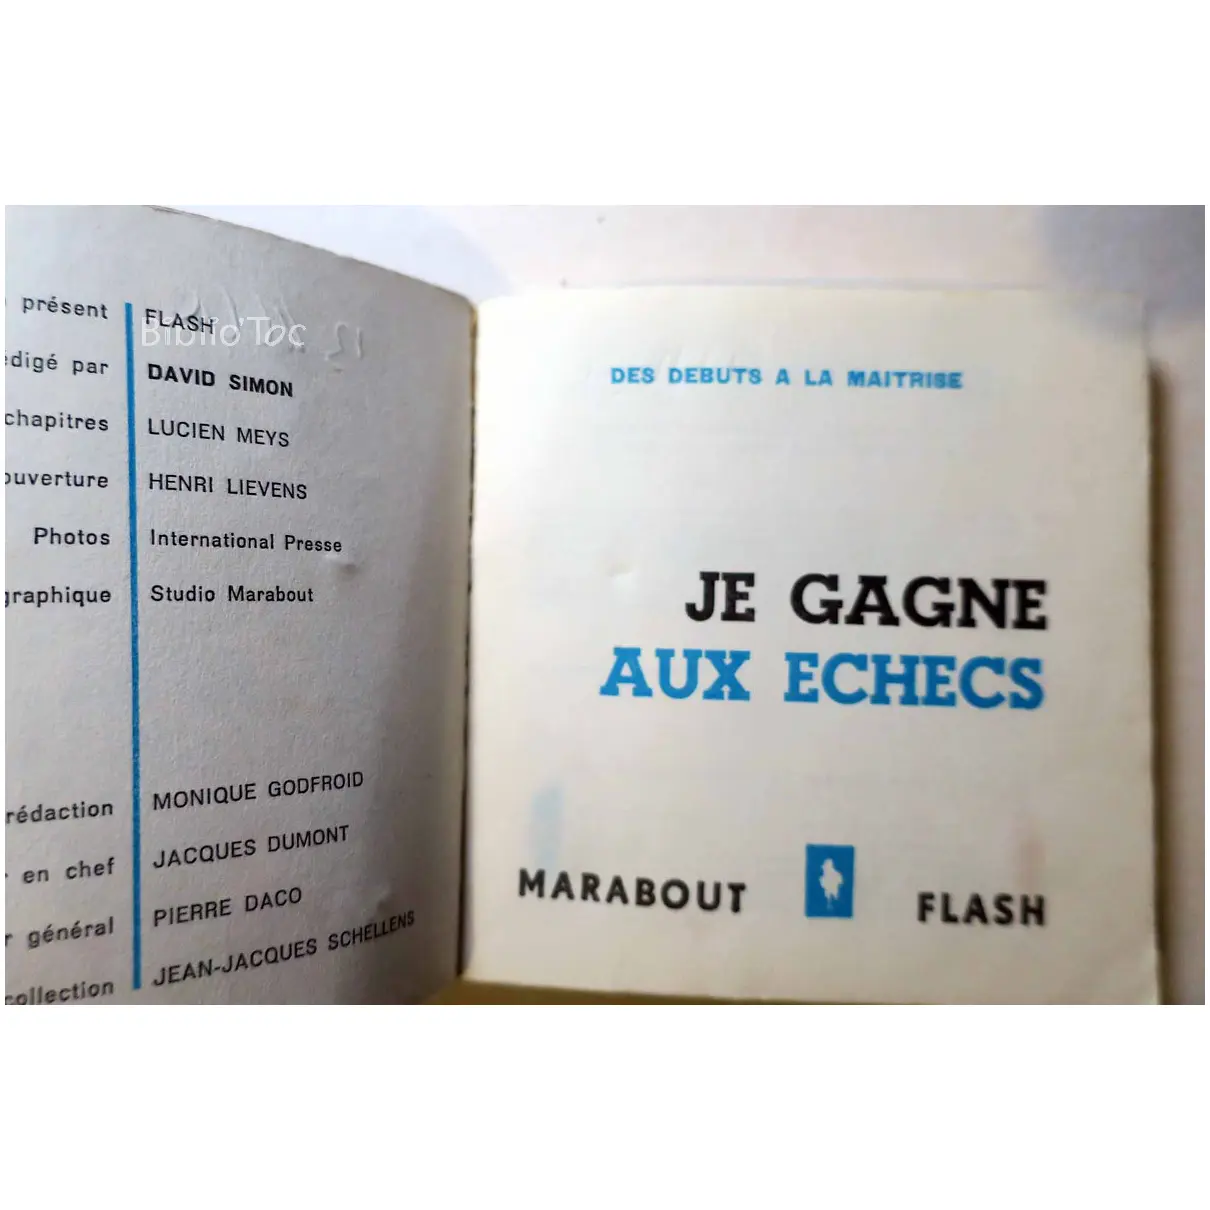 présent FLASH
Biblio'Toc
édigé par DAVID SIMON
chapitres LUCIEN MEYS
ouverture HENRI LIEVENS
Photos International Presse
graphique Studio Marabout
rédaction MONIQUE GODFROID
en chef JACQUES DUMONT
r général PIERRE DACO
collection JEAN-JACQUES SCHELLENS
DES DEBUTS A LA MAITRISE
JE GAGNE
AUX ECHECS
MARABOUT FLASH